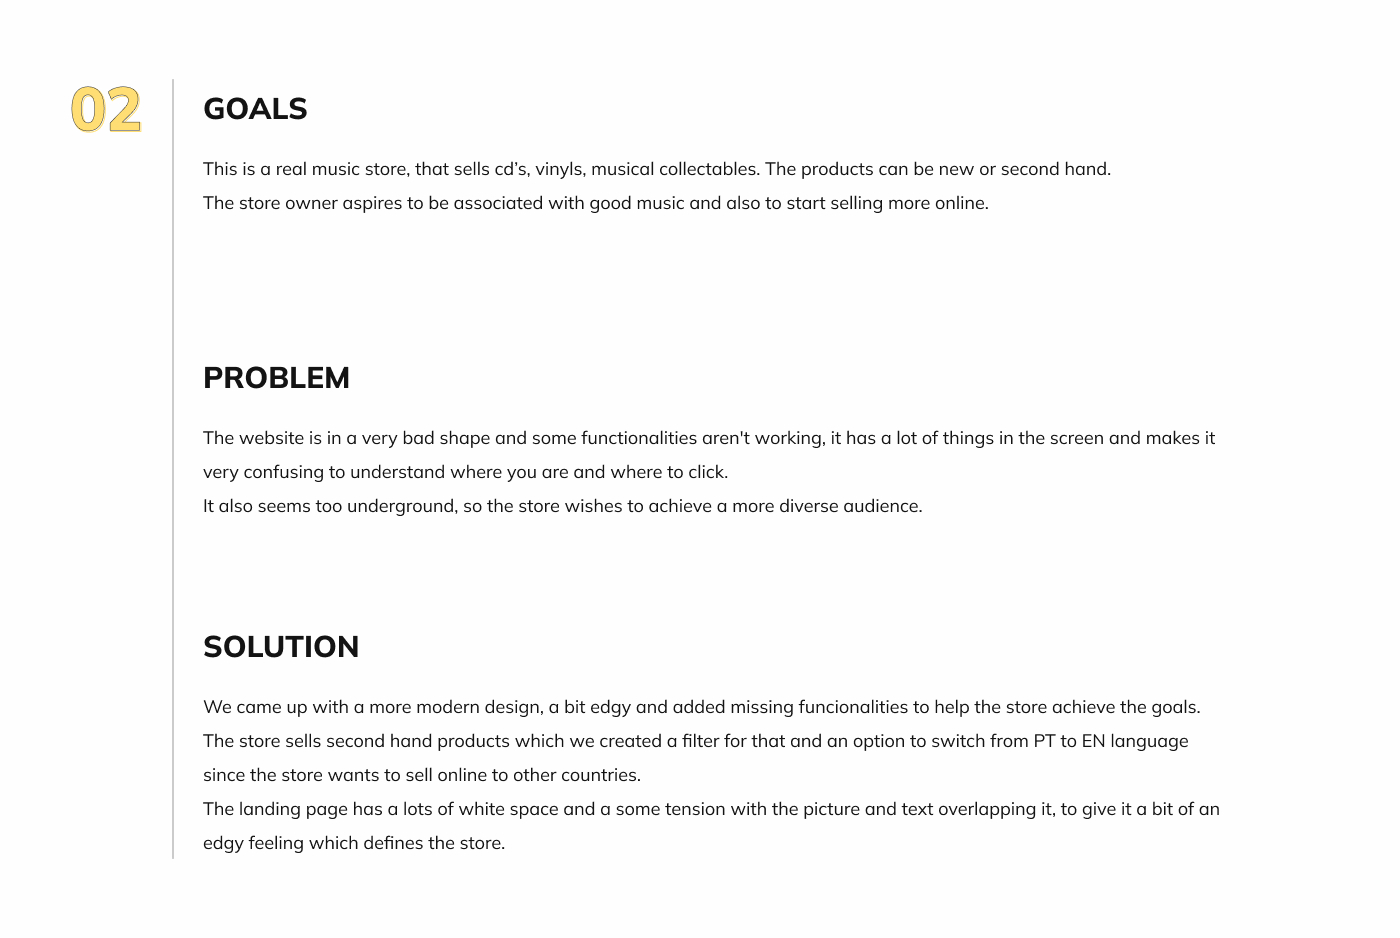 02
GOALS
This is a real music store, that sells cd’s, vinyls, musical collectables. The products can be new or second hand.
The store owner aspires to be associated with good music and also to start selling more online.
PROBLEM
The website is in a very bad shape and some functionalities aren't working, it has a lot of things in the screen and makes it
very confusing to understand where you are and where to click.
It also seems too underground, so the store wishes to achieve a more diverse audience.
SOLUTION
We came up with a more modern design, a bit edgy and added missing funcionalities to help the store achieve the goals.
The store sells second hand products which we created a filter for that and an option to switch from PT to EN language
since the store wants to sell online to other countries.
The landing page has a lots of white space and a some tension with the picture and text overlapping it, to give it a bit of an
edgy feeling which defines the store.